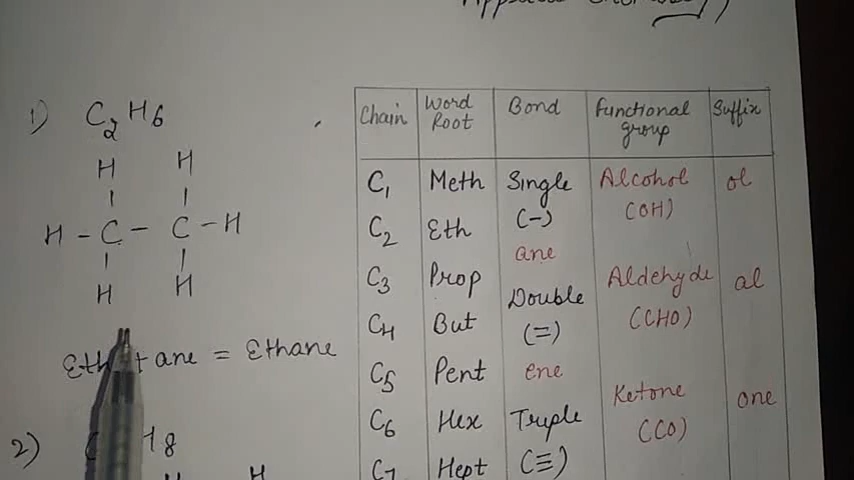 1) C2H6
H H
H - C - C - H
H H
Eth + ane = Ethane
2) H8
H
Chain Word Root Bond Functional group Suffix
C1 Meth Single Alcohol ol
(-) (OH)
C2 Eth
ane
C3 Prop Aldehyde al
Double
C4 But (=) (CHO)
C5 Pent ene
Ketone one
C6 Hex Triple (CO)
C7 Hept (≡)